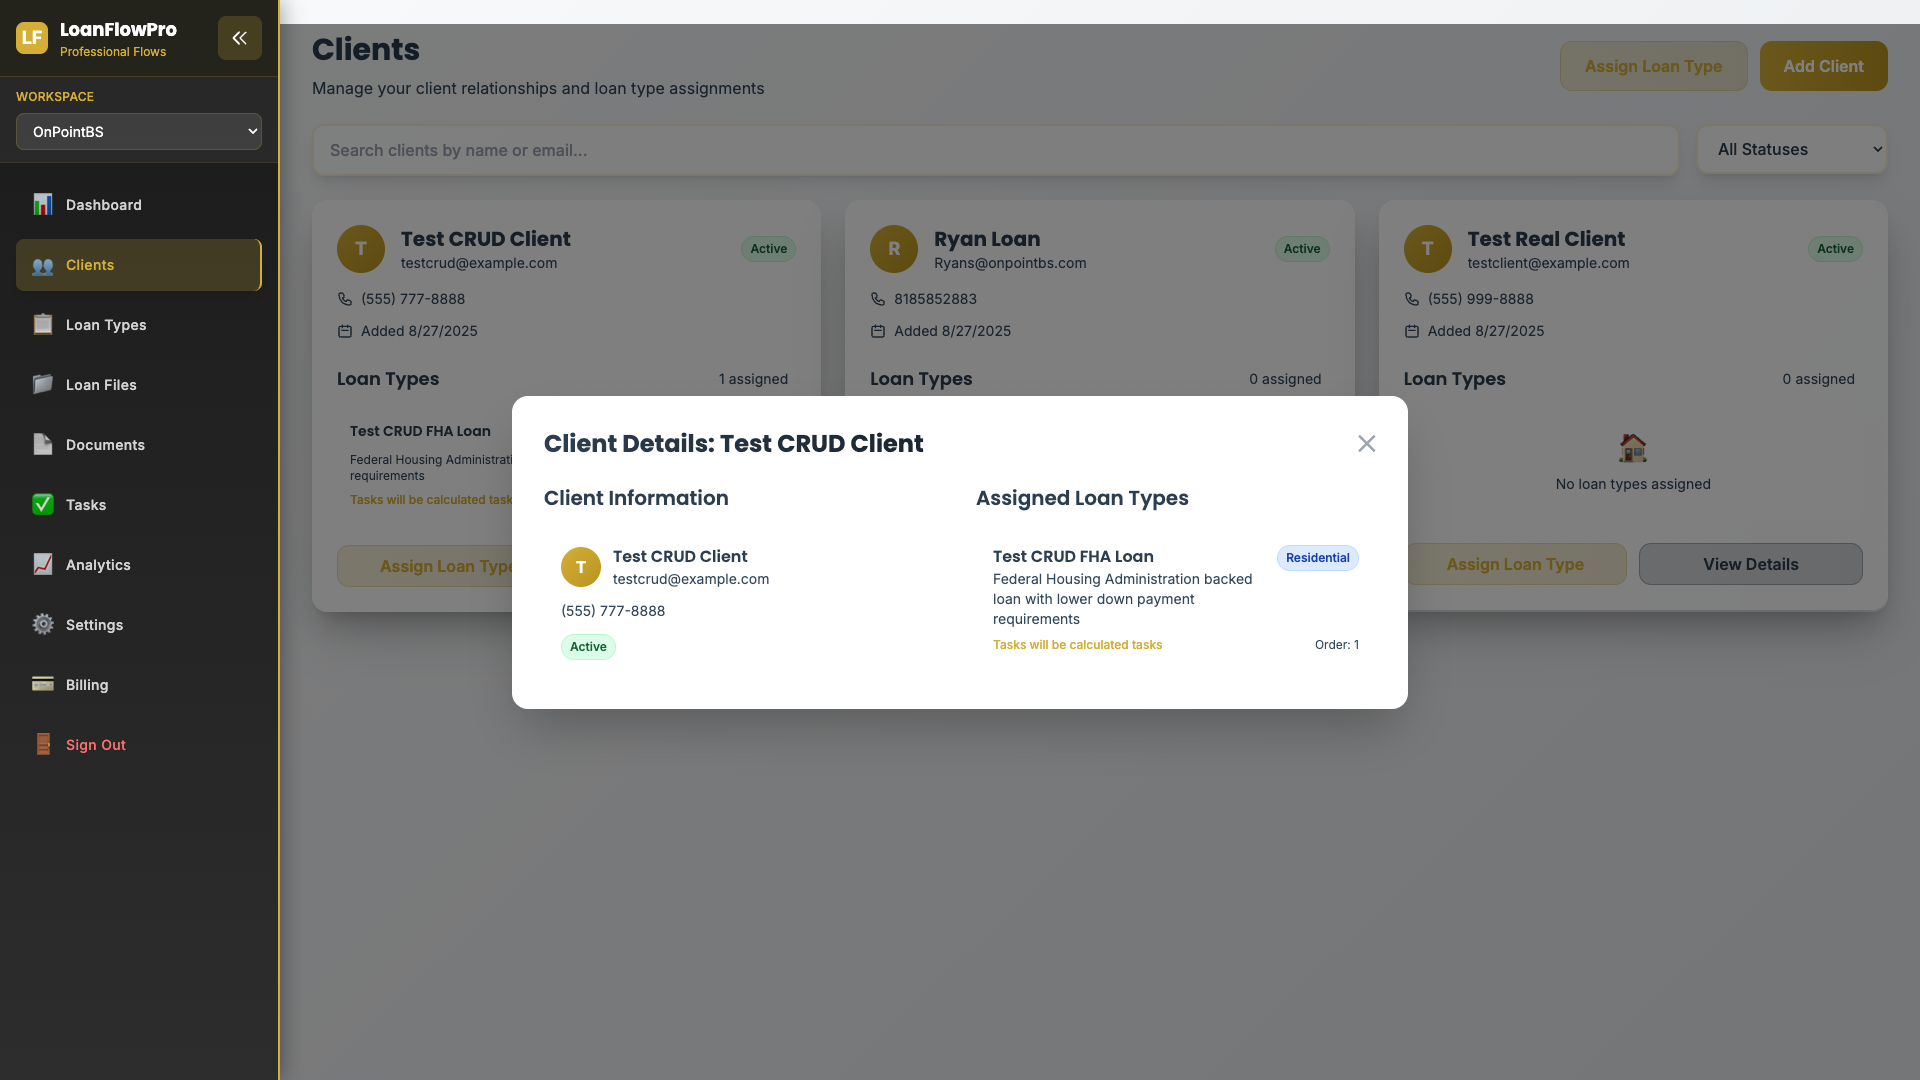 LF
LoanFlowPro
Professional Flows
WORKSPACE
OnPointBS
Dashboard
Clients
Loan Types
Loan Files
Documents
Tasks
Analytics
Settings
Billing
Sign Out
Clients
Manage your client relationships and loan type assignments
Assign Loan Type
Add Client
Search clients by name or email...
All Statuses
T
Test CRUD Client
testcrud@example.com
Active
(555) 777-8888
Added 8/27/2025
Loan Types
1 assigned
Test CRUD FHA Loan
Federal Housing Administrati
requirements
Tasks will be calculated task
Assign Loan Type
R
Ryan Loan
Ryans@onpointbs.com
Active
8185852883
Added 8/27/2025
Loan Types
0 assigned
T
Test Real Client
testclient@example.com
Active
(555) 999-8888
Added 8/27/2025
Loan Types
0 assigned
No loan types assigned
Assign Loan Type
View Details
Client Details: Test CRUD Client
Client Information
T
Test CRUD Client
testcrud@example.com
(555) 777-8888
Active
Assigned Loan Types
Test CRUD FHA Loan
Residential
Federal Housing Administration backed
loan with lower down payment
requirements
Tasks will be calculated tasks
Order: 1